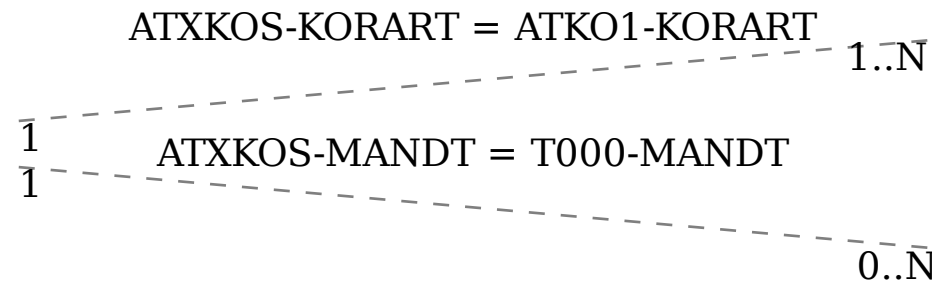 ATXKOS-KORART = ATKO1-KORART
1..N
1
ATXKOS-MANDT = T000-MANDT
1
0..N